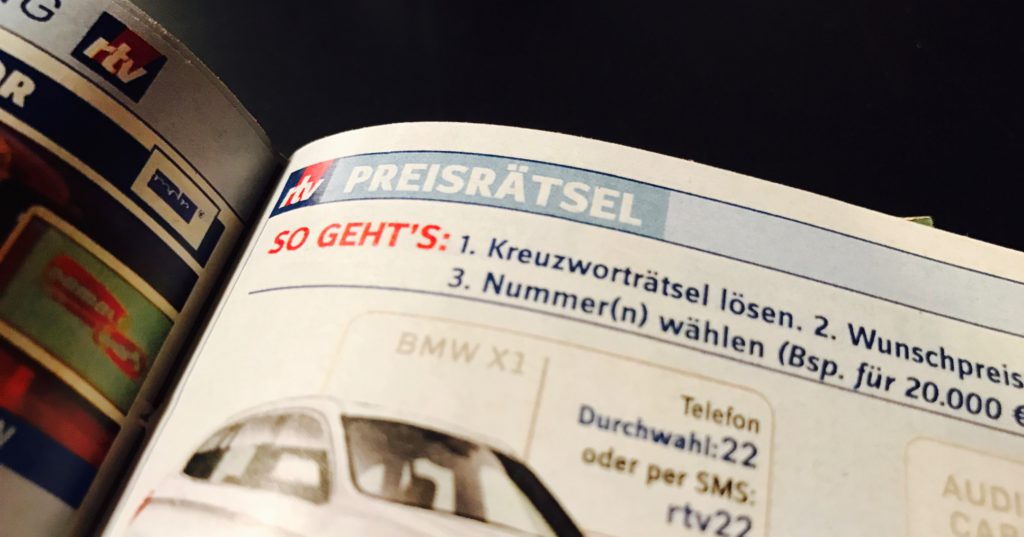 rtv
mdr
rtv PREISRÄTSEL
SO GEHT'S: 1. Kreuzworträtsel lösen. 2. Wunschpreis
3. Nummer(n) wählen (Bsp. für 20.000 €
BMW X1
Telefon
Durchwahl:22
oder per SMS:
rtv22
AUDI